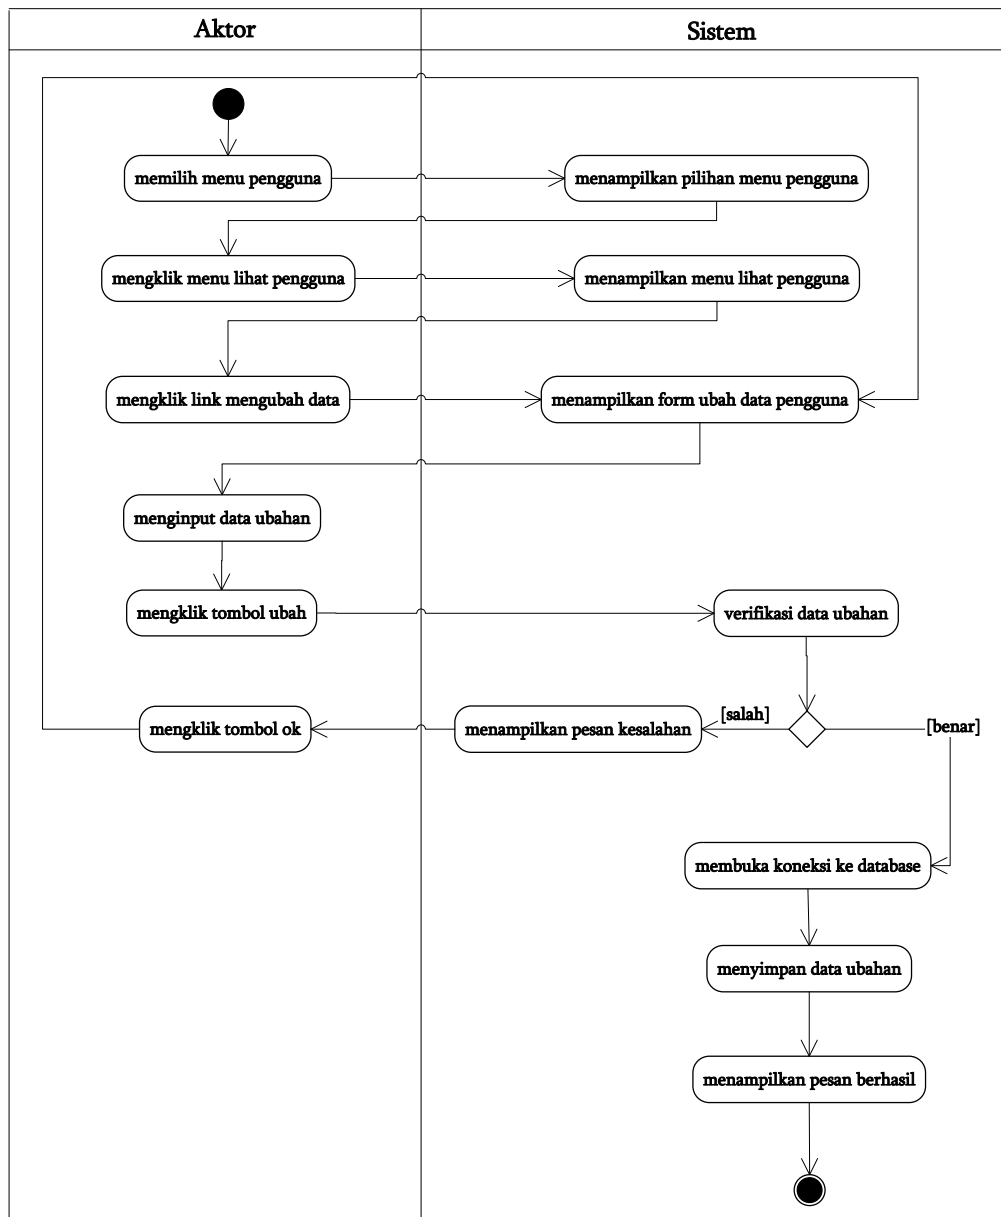 Aktor
Sistem
memilih menu pengguna
menampilkan pilihan menu pengguna
mengklik menu lihat pengguna
menampilkan menu lihat pengguna
mengklik link mengubah data
menampilkan form ubah data pengguna
menginput data ubahan
mengklik tombol ubah
verifikasi data ubahan
[salah]
[benar]
mengklik tombol ok
menampilkan pesan kesalahan
membuka koneksi ke database
menyimpan data ubahan
menampilkan pesan berhasil